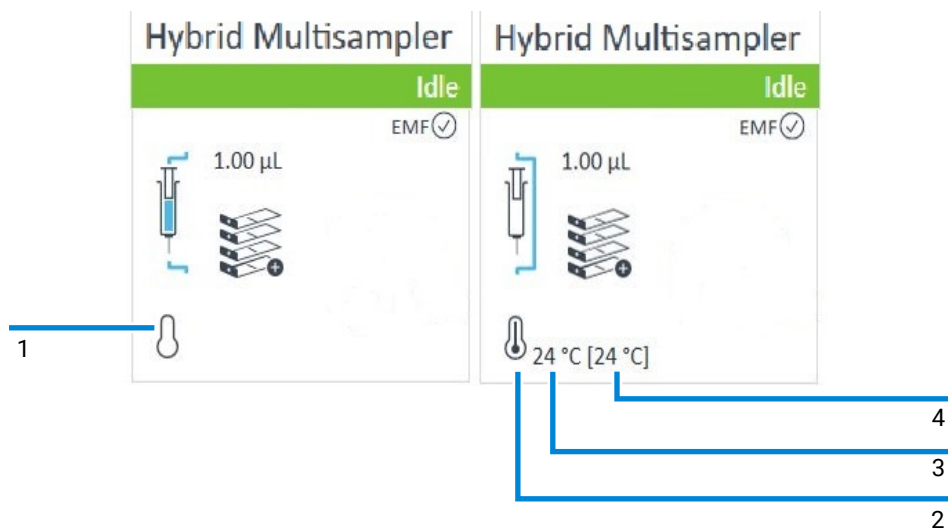 Hybrid Multisampler
Idle
EMF
1.00 µL
1
Hybrid Multisampler
Idle
EMF
1.00 µL
24 °C [24 °C]
4
3
2